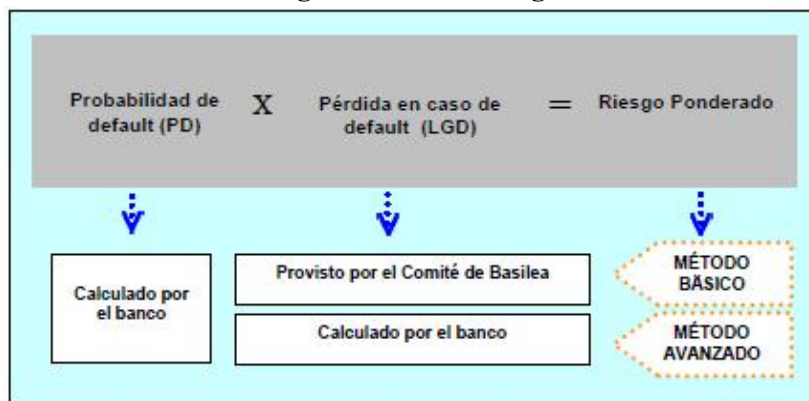 Probabilidad de
default (PD)
X
Pérdida en caso de
default (LGD)
=
Riesgo Ponderado
Calculado por
el banco
Provisto por el Comité de Basilea
Calculado por el banco
MÉTODO
BÄSICO
MÉTODO
AVANZADO